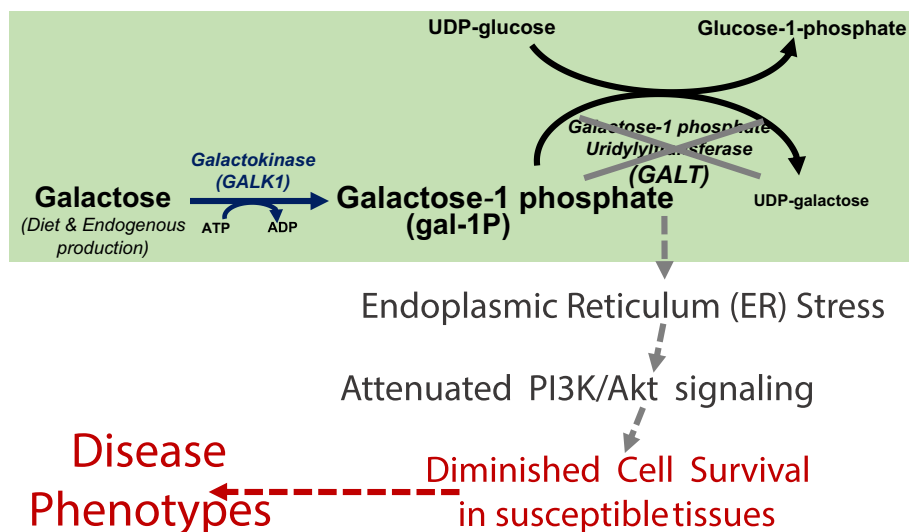 UDP-glucose
Glucose-1-phosphate
Galactose-1 phosphate
Uridylyltransferase
(GALT)
Galactokinase
(GALK1)
Galactose
Galactose-1 phosphate
UDP-galactose
(Diet & Endogenous
ATP
ADP
(gal-1P)
production)
Endoplasmic Reticulum (ER) Stress
Attenuated PI3K/Akt signaling
Disease
Phenotypes
Diminished Cell Survival
in susceptible tissues